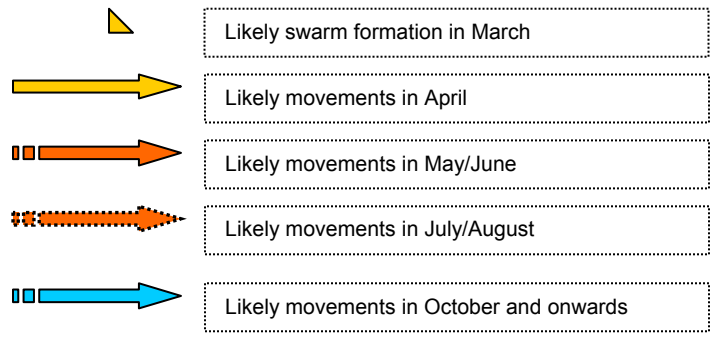 Likely swarm formation in March
Likely movements in April
Likely movements in May/June
Likely movements in July/August
Likely movements in October and onwards